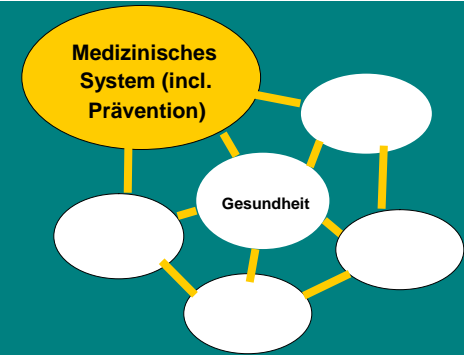 Medizinisches
System (incl.
Prävention)
Gesundheit